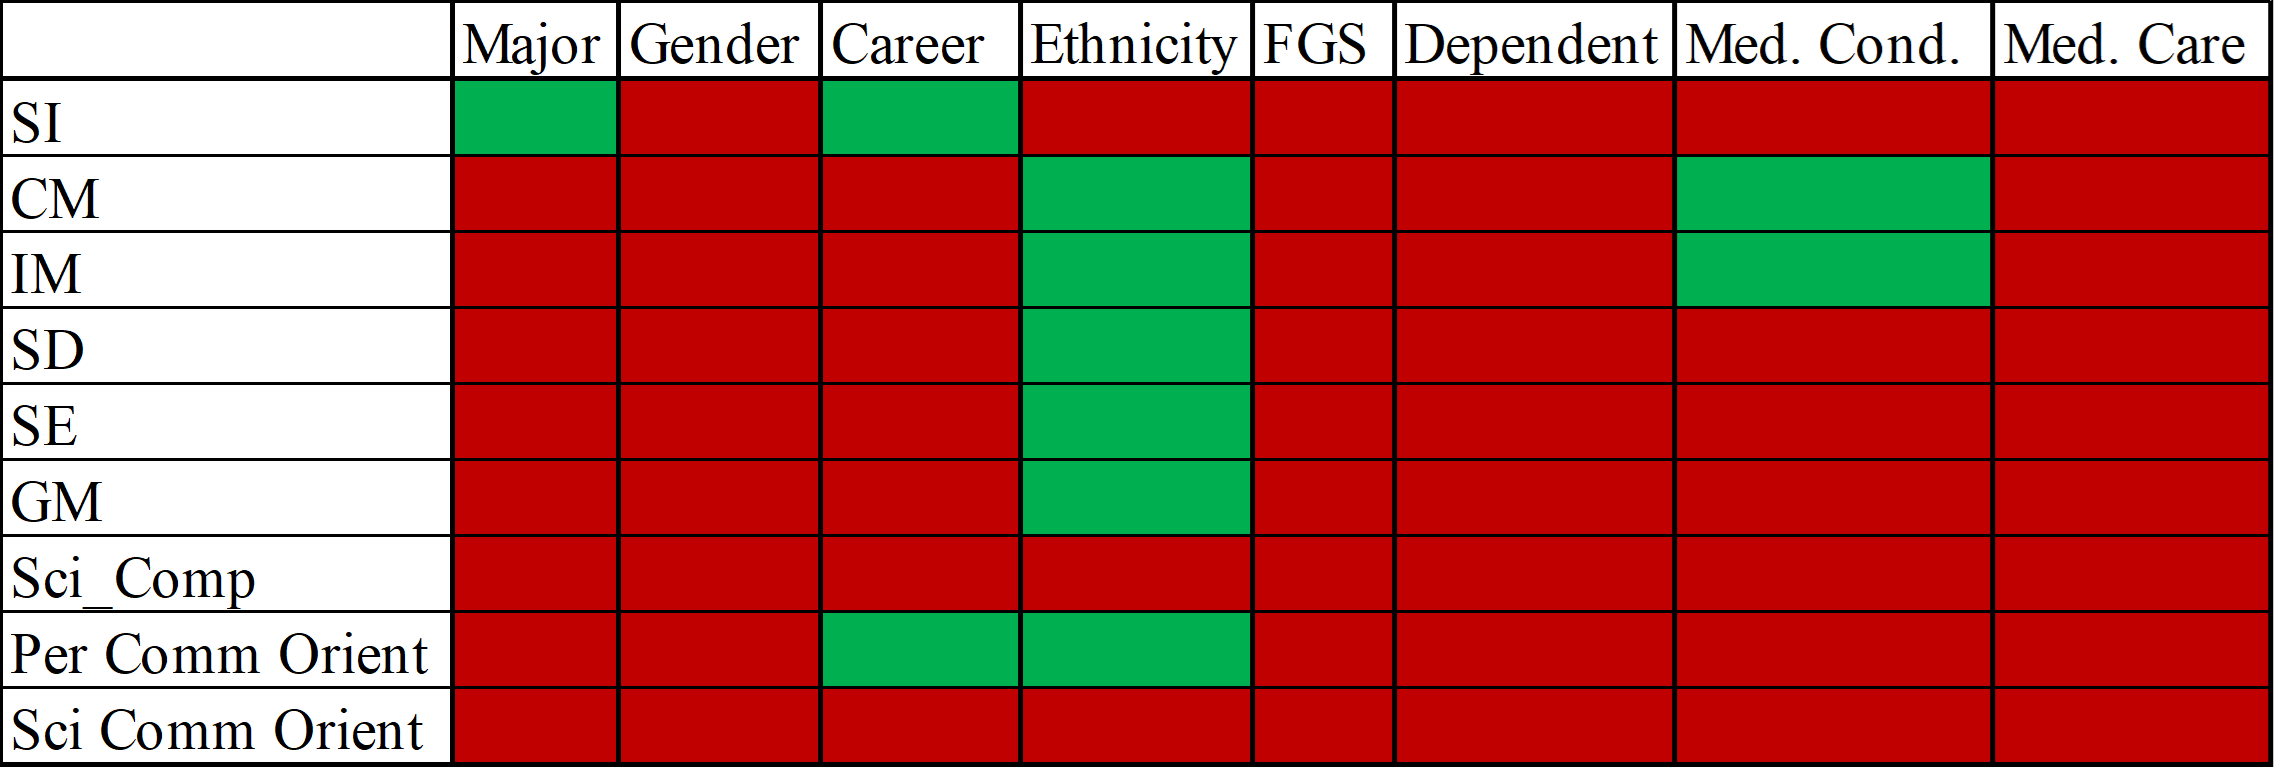 Major Gender Career Ethnicity FGS Dependent Med. Cond. Med. Care
SI
CM
IM
SD
SE
GM
Sci_Comp
Per Comm Orient
Sci Comm Orient